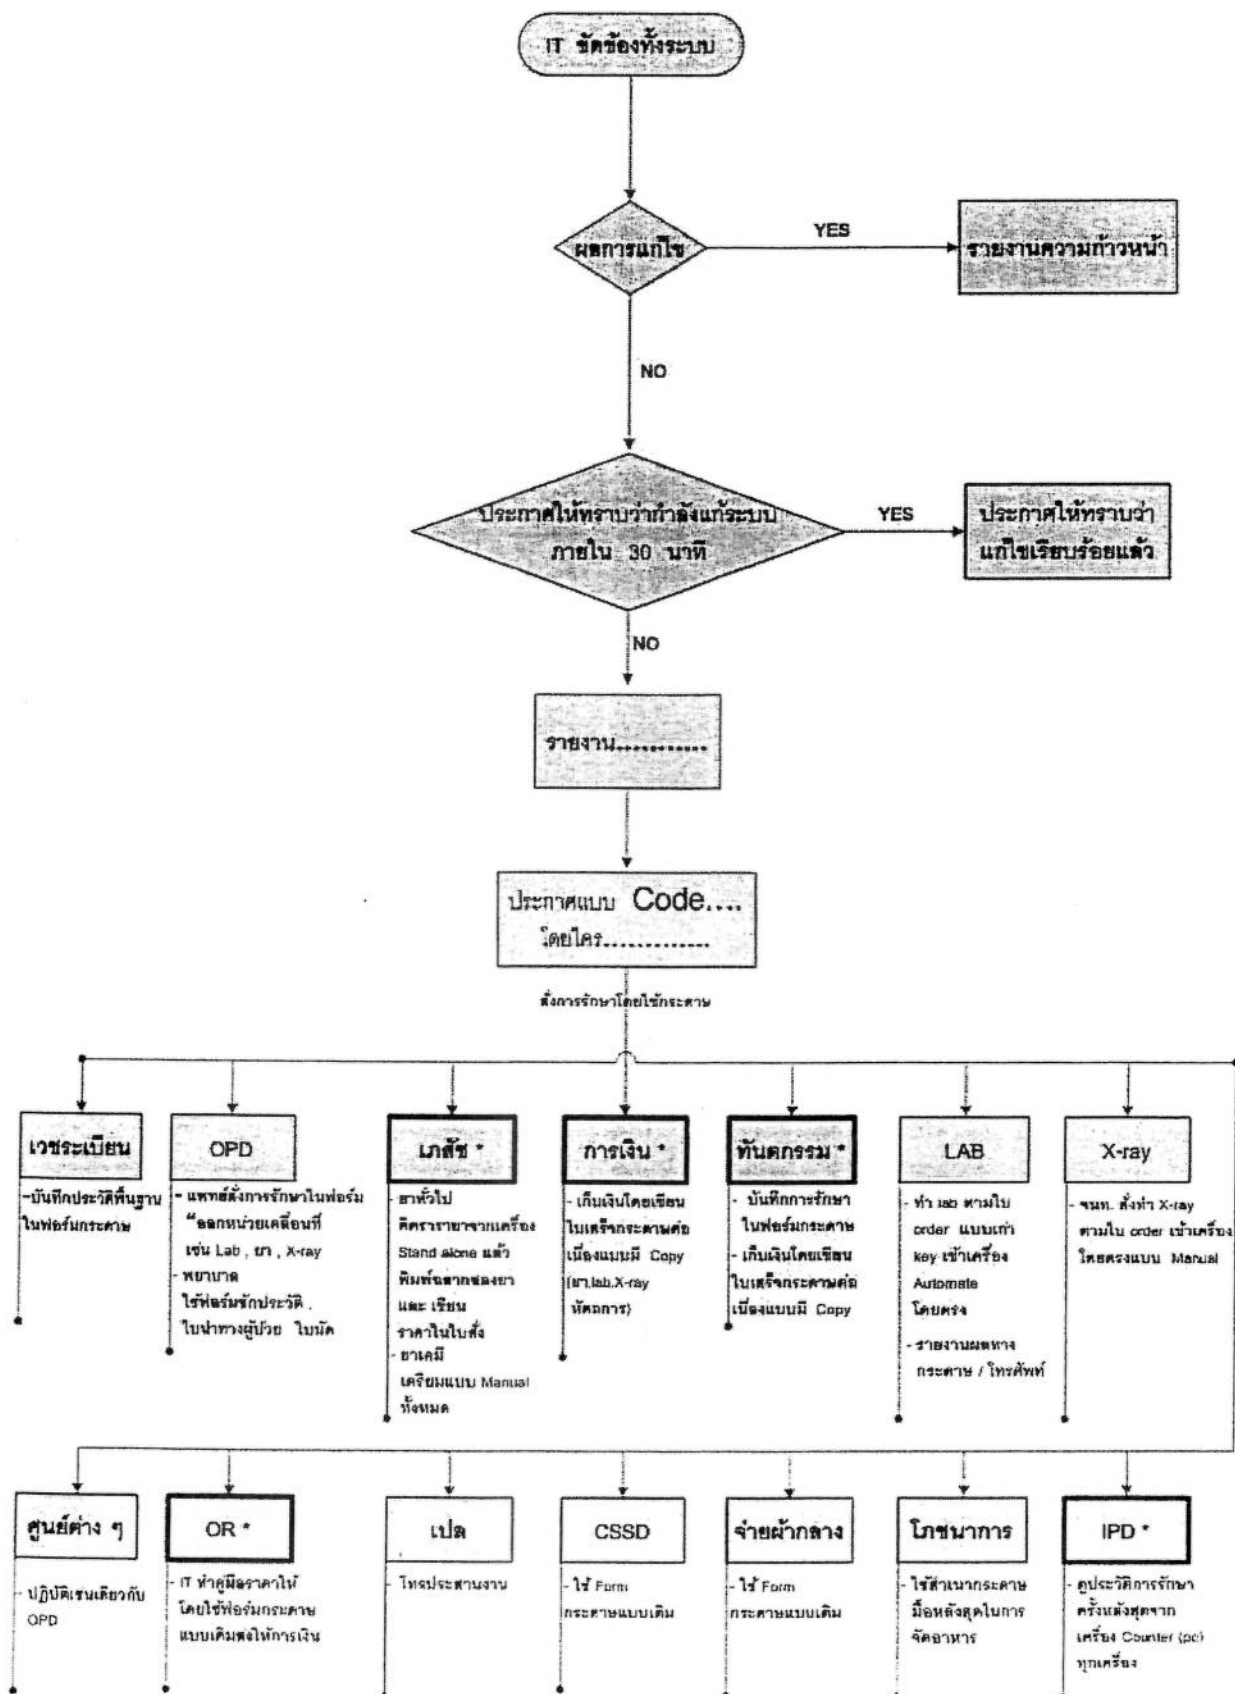 IT ขัดข้องทั้งระบบ
ผลการแก้ไข
YES
รายงานความก้าวหน้า
NO
ประกาศให้ทราบว่ากำลังแก้ระบบ
ภายใน 30 นาที
YES
ประกาศให้ทราบว่า
แก้ไขเรียบร้อยแล้ว
NO
รายงาน...........
ประกาศแบบ Code....
โดยใคร.............
สั่งการรักษาโดยใช้กระดาษ
เวชระเบียน
-บันทึกประวัติพื้นฐาน
ในฟอร์มกระดาษ
OPD
- แพทย์สั่งการรักษาในฟอร์ม
“ออกหน่วยเคลื่อนที่
เช่น Lab , ยา , X-ray
- พยาบาล
ใช้ฟอร์มซักประวัติ .
ใบนำทางผู้ป่วย ใบนัด
เภสัช *
- ยาทั่วไป
คิดราคายาจากเครื่อง
Stand alone แล้ว
พิมพ์ฉลากซองยา
และ เขียน
ราคาในใบสั่ง
- ยาเคมี
เตรียมแบบ Manual
ทั้งหมด
การเงิน *
- เก็บเงินโดยเขียน
ใบเสร็จกระดาษต่อ
เนื่องแบบมี Copy
(ยา,lab,X-ray
หัตถการ)
ทันตกรรม *
- บันทึกการรักษา
ในฟอร์มกระดาษ
- เก็บเงินโดยเขียน
ใบเสร็จกระดาษต่อ
เนื่องแบบมี Copy
LAB
- ทำ lab ตามใบ
order แบบเก่า
key เข้าเครื่อง
Automate
โดยตรง
- รายงานผลทาง
กระดาษ / โทรศัพท์
X-ray
- จนท. สั่งทำ X-ray
ตามใบ order เข้าเครื่อง
โดยตรงแบบ Manual
ศูนย์ต่าง ๆ
- ปฏิบัติเช่นเดียวกับ
OPD
OR *
- IT ทำคู่มือราคาให้
โดยใช้ฟอร์มกระดาษ
แบบเดิมส่งให้การเงิน
เปล
- โทรประสานงาน
CSSD
- ใช้ Form
กระดาษแบบเดิม
จ่ายผ้ากลาง
- ใช้ Form
กระดาษแบบเดิม
โภชนาการ
- ใช้สำเนากระดาษ
มื้อหลังสุดในการ
จัดอาหาร
IPD *
- ดูประวัติการรักษา
ครั้งหลังสุดจาก
เครื่อง Counter (pc)
ทุกเครื่อง